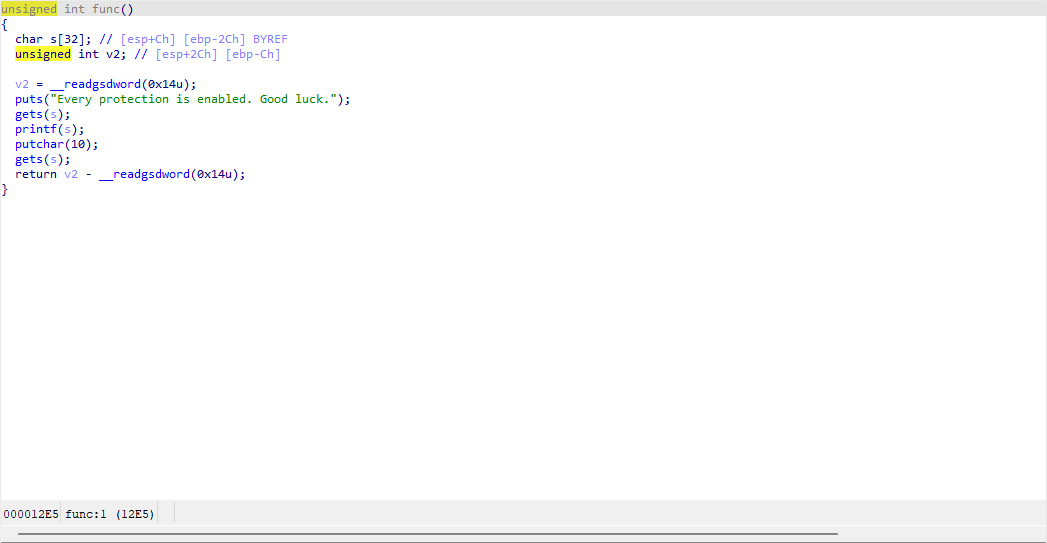 unsigned int func()
{
  char s[32]; // [esp+Ch] [ebp-2Ch] BYREF
  unsigned int v2; // [esp+2Ch] [ebp-Ch]
  v2 = __readgsdword(0x14u);
  puts("Every protection is enabled. Good luck.");
  gets(s);
  printf(s);
  putchar(10);
  gets(s);
  return v2 - __readgsdword(0x14u);
}
000012E5 func:1 (12E5)